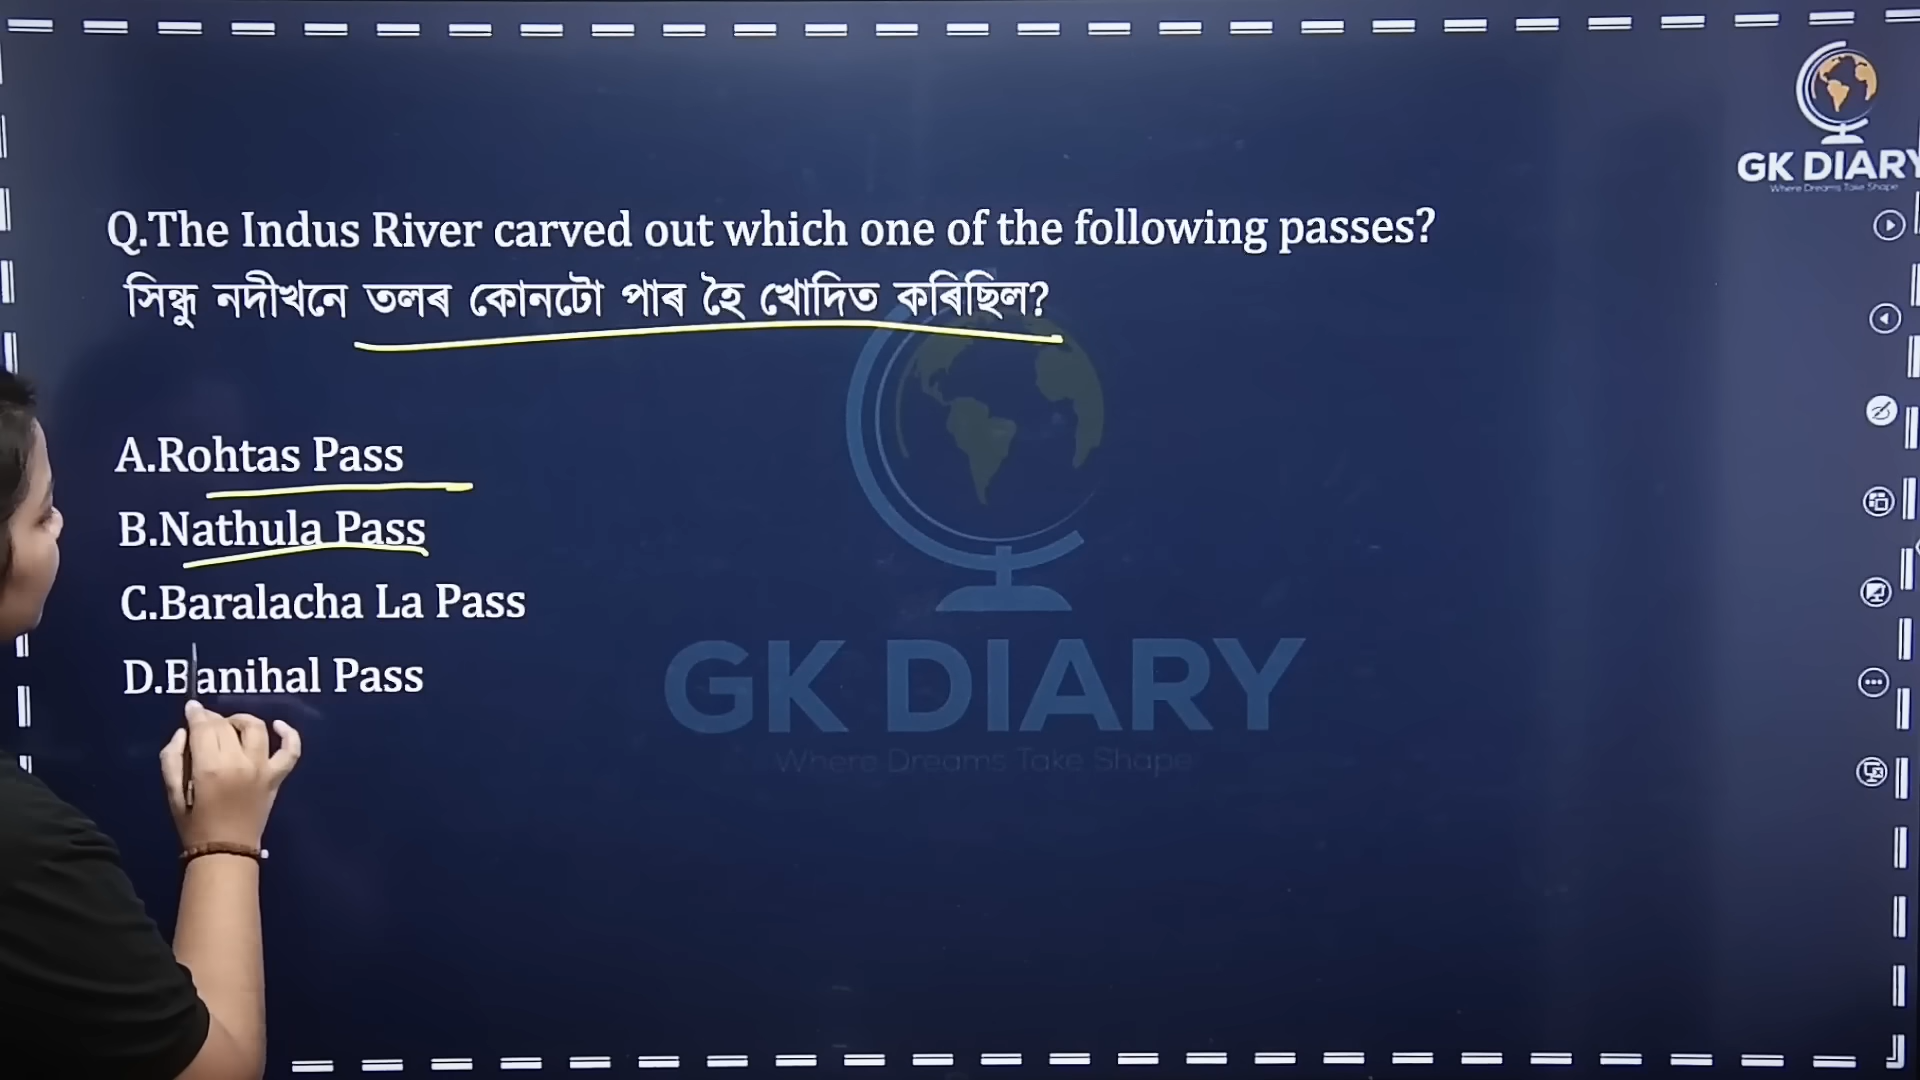 GK DIARY
Where Dreams Take Shape
Q.The Indus River carved out which one of the following passes?
সিন্ধু নদীখনে তলৰ কোনটো পাৰ হৈ খোদিত কৰিছিল?
A.Rohtas Pass
B.Nathula Pass
C.Baralacha La Pass
D.Banihal Pass
GK DIARY
Where Dreams Take Shape